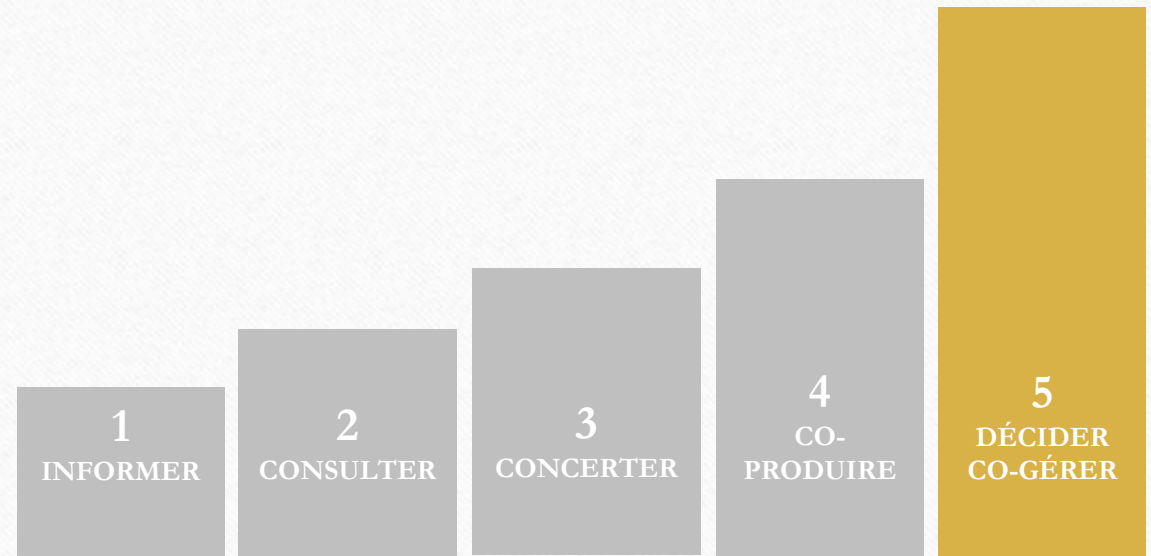 1
INFORMER
2
CONSULTER
3
CONCERTER
4
CO-
PRODUIRE
5
DÉCIDER
CO-GÉRER